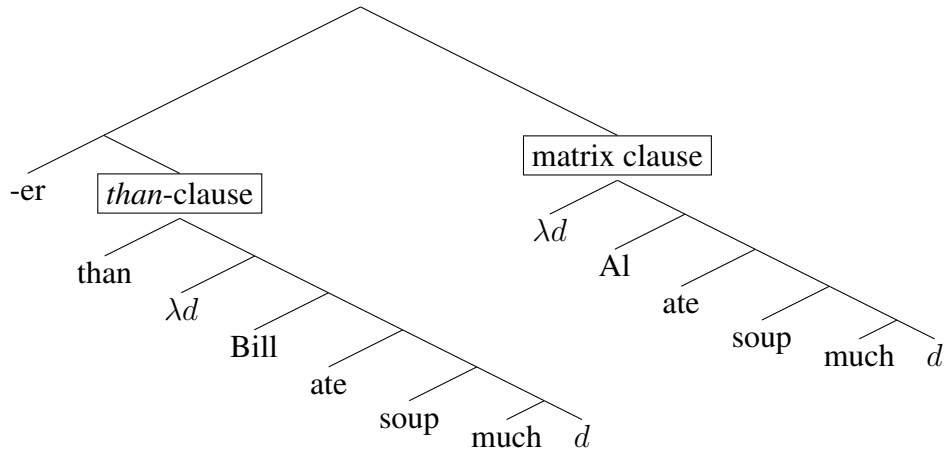 -er
than-clause
than
λd
Bill
ate
soup
much
d
matrix clause
λd
Al
ate
soup
much
d